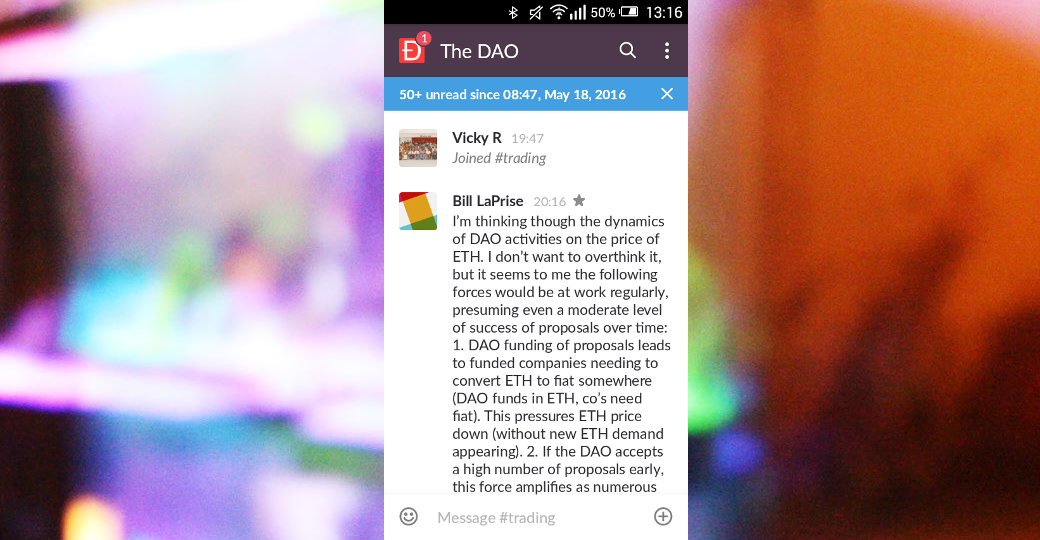 50% 13:16
1
Đ The DAO
50+ unread since 08:47, May 18, 2016
Vicky R 19:47
Joined #trading
Bill LaPrise 20:16
I'm thinking though the dynamics
of DAO activities on the price of
ETH. I don't want to overthink it,
but it seems to me the following
forces would be at work regularly,
presuming even a moderate level
of success of proposals over time:
1. DAO funding of proposals leads
to funded companies needing to
convert ETH to fiat somewhere
(DAO funds in ETH, co's need
fiat). This pressures ETH price
down (without new ETH demand
appearing). 2. If the DAO accepts
a high number of proposals early,
this force amplifies as numerous
Message #trading